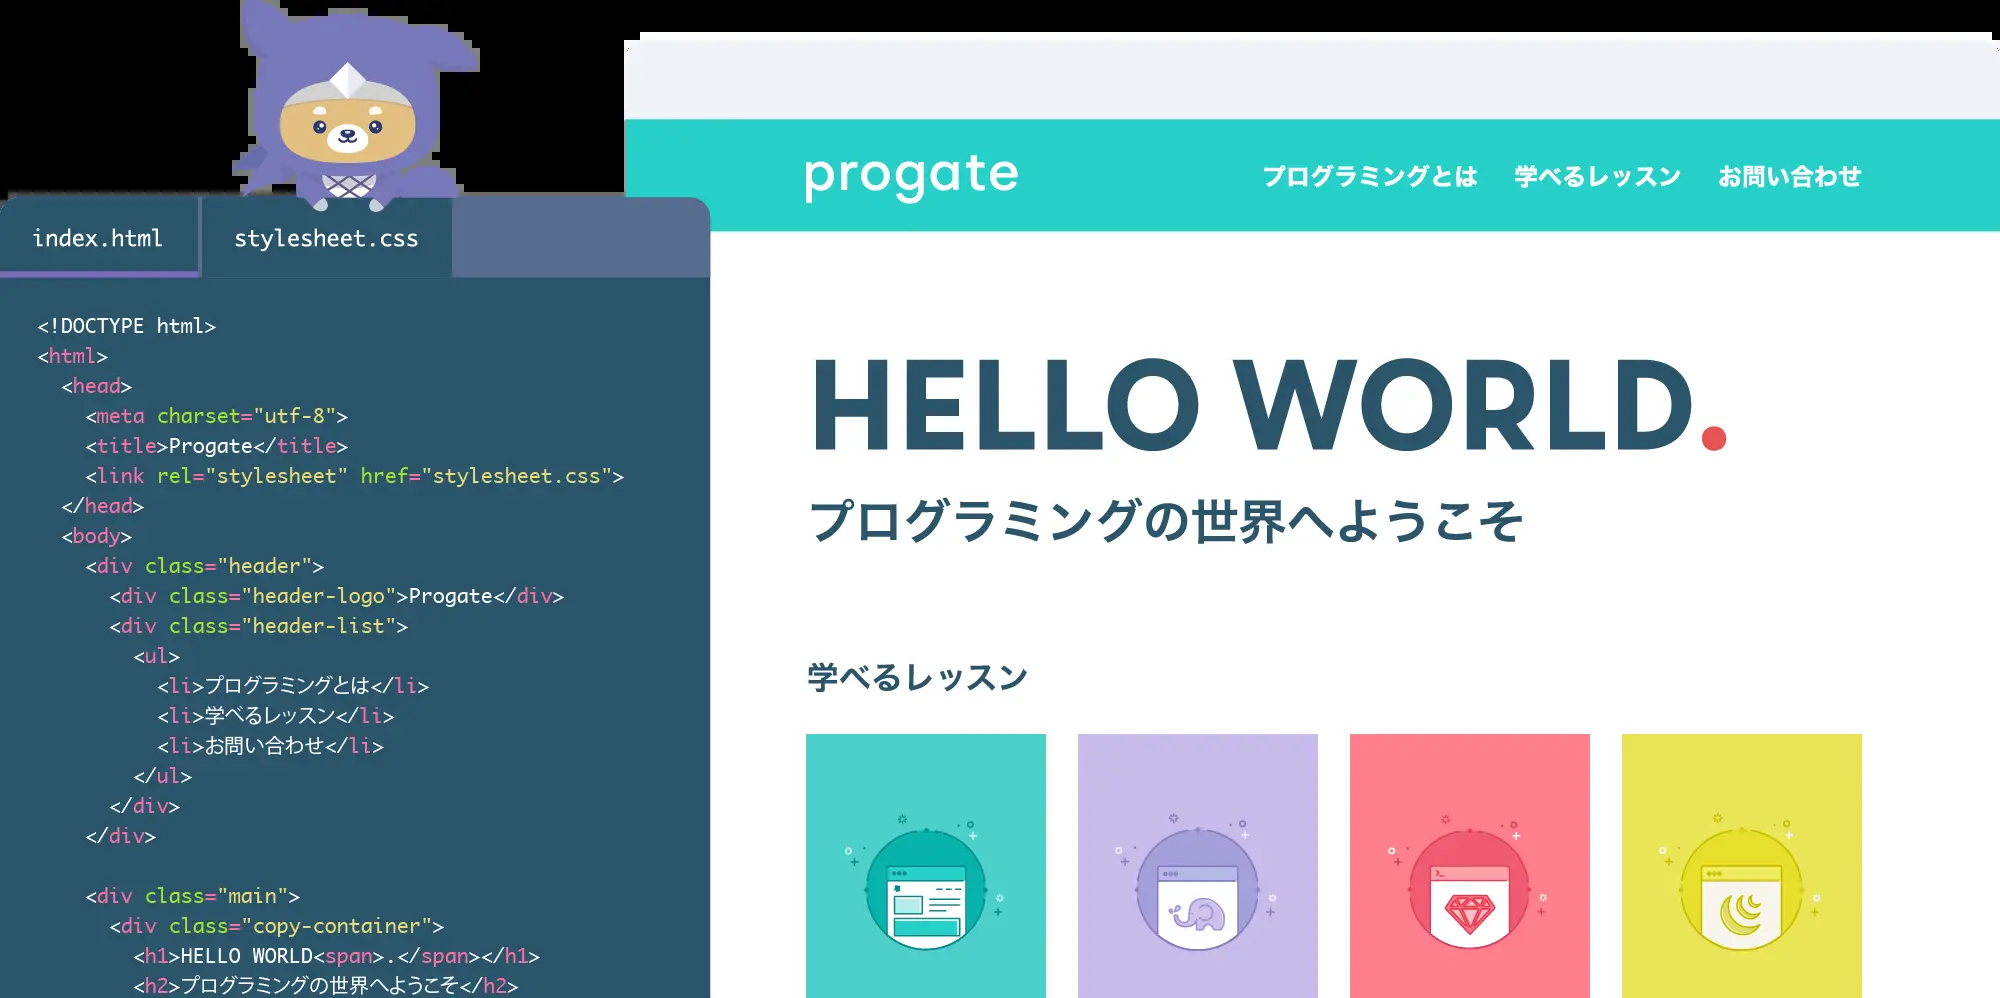 index.html
stylesheet.css
<!DOCTYPE html>
<html>
<head>
<meta charset="utf-8">
<title>Progate</title>
<link rel="stylesheet" href="stylesheet.css">
</head>
<body>
<div class="header">
<div class="header-logo">Progate</div>
<div class="header-list">
<ul>
<li>プログラミングとは</li>
<li>学べるレッスン</li>
<li>お問い合わせ</li>
</ul>
</div>
</div>
<div class="main">
<div class="copy-container">
<h1>HELLO WORLD<span>.</span></h1>
<h2>プログラミングの世界へようこそ</h2>
progate
プログラミングとは 学べるレッスン お問い合わせ
HELLO WORLD.
プログラミングの世界へようこそ
学べるレッスン